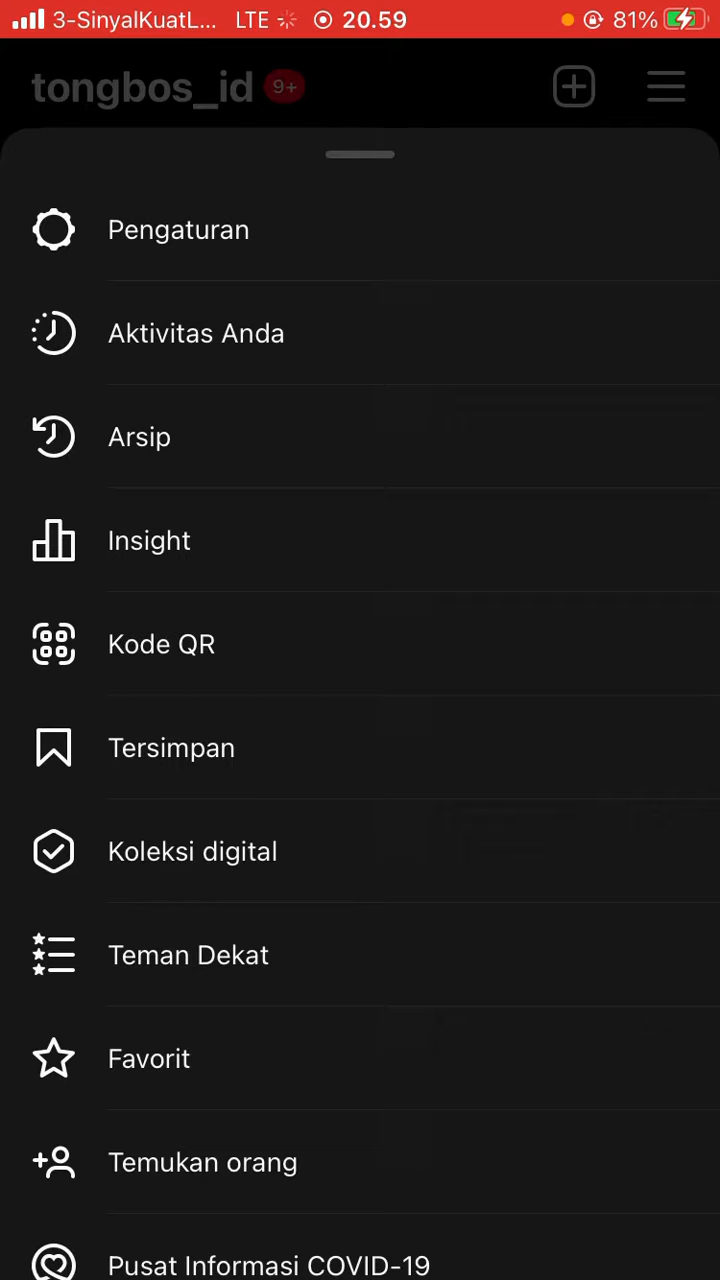 3-SinyalKuatL... LTE 20.59 81%
tongbos_id 9+
Pengaturan
Aktivitas Anda
Arsip
Insight
Kode QR
Tersimpan
Koleksi digital
Teman Dekat
Favorit
Temukan orang
Pusat Informasi COVID-19